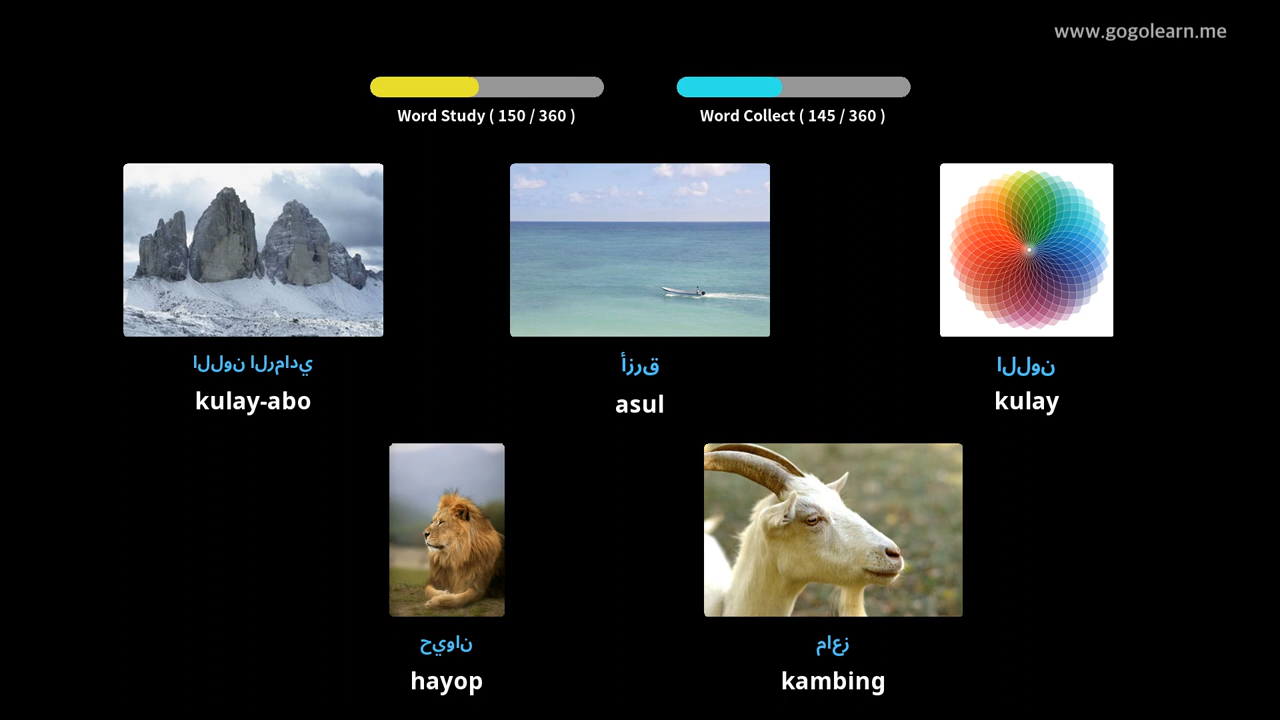 www.gogolearn.me
Word Study ( 150 / 360 )
Word Collect ( 145 / 360 )
اللون الرمادي
kulay-abo
أزرق
asul
اللون
kulay
حيوان
hayop
ماعز
kambing